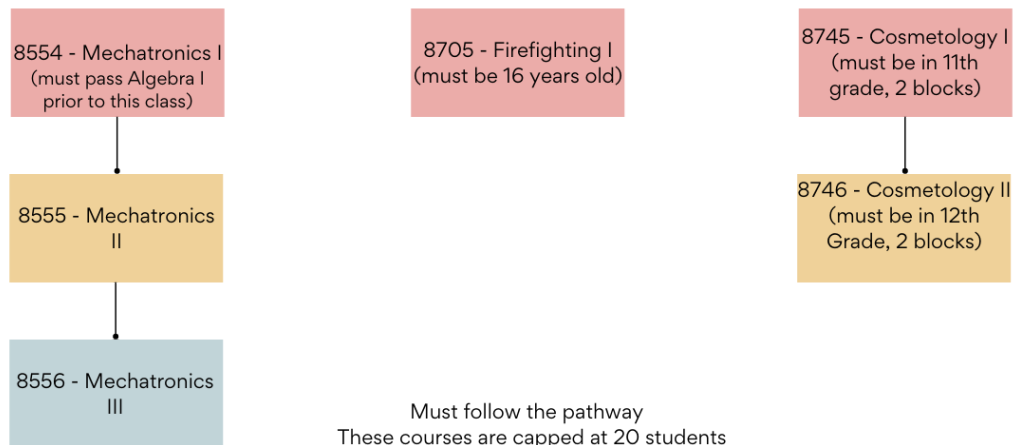 8554 - Mechatronics I
(must pass Algebra I
prior to this class)
8705 - Firefighting I
(must be 16 years old)
8745 - Cosmetology I
(must be in 11th
grade, 2 blocks)
8555 - Mechatronics
II
8746 - Cosmetology II
(must be in 12th
Grade, 2 blocks)
8556 - Mechatronics
III
Must follow the pathway
These courses are capped at 20 students